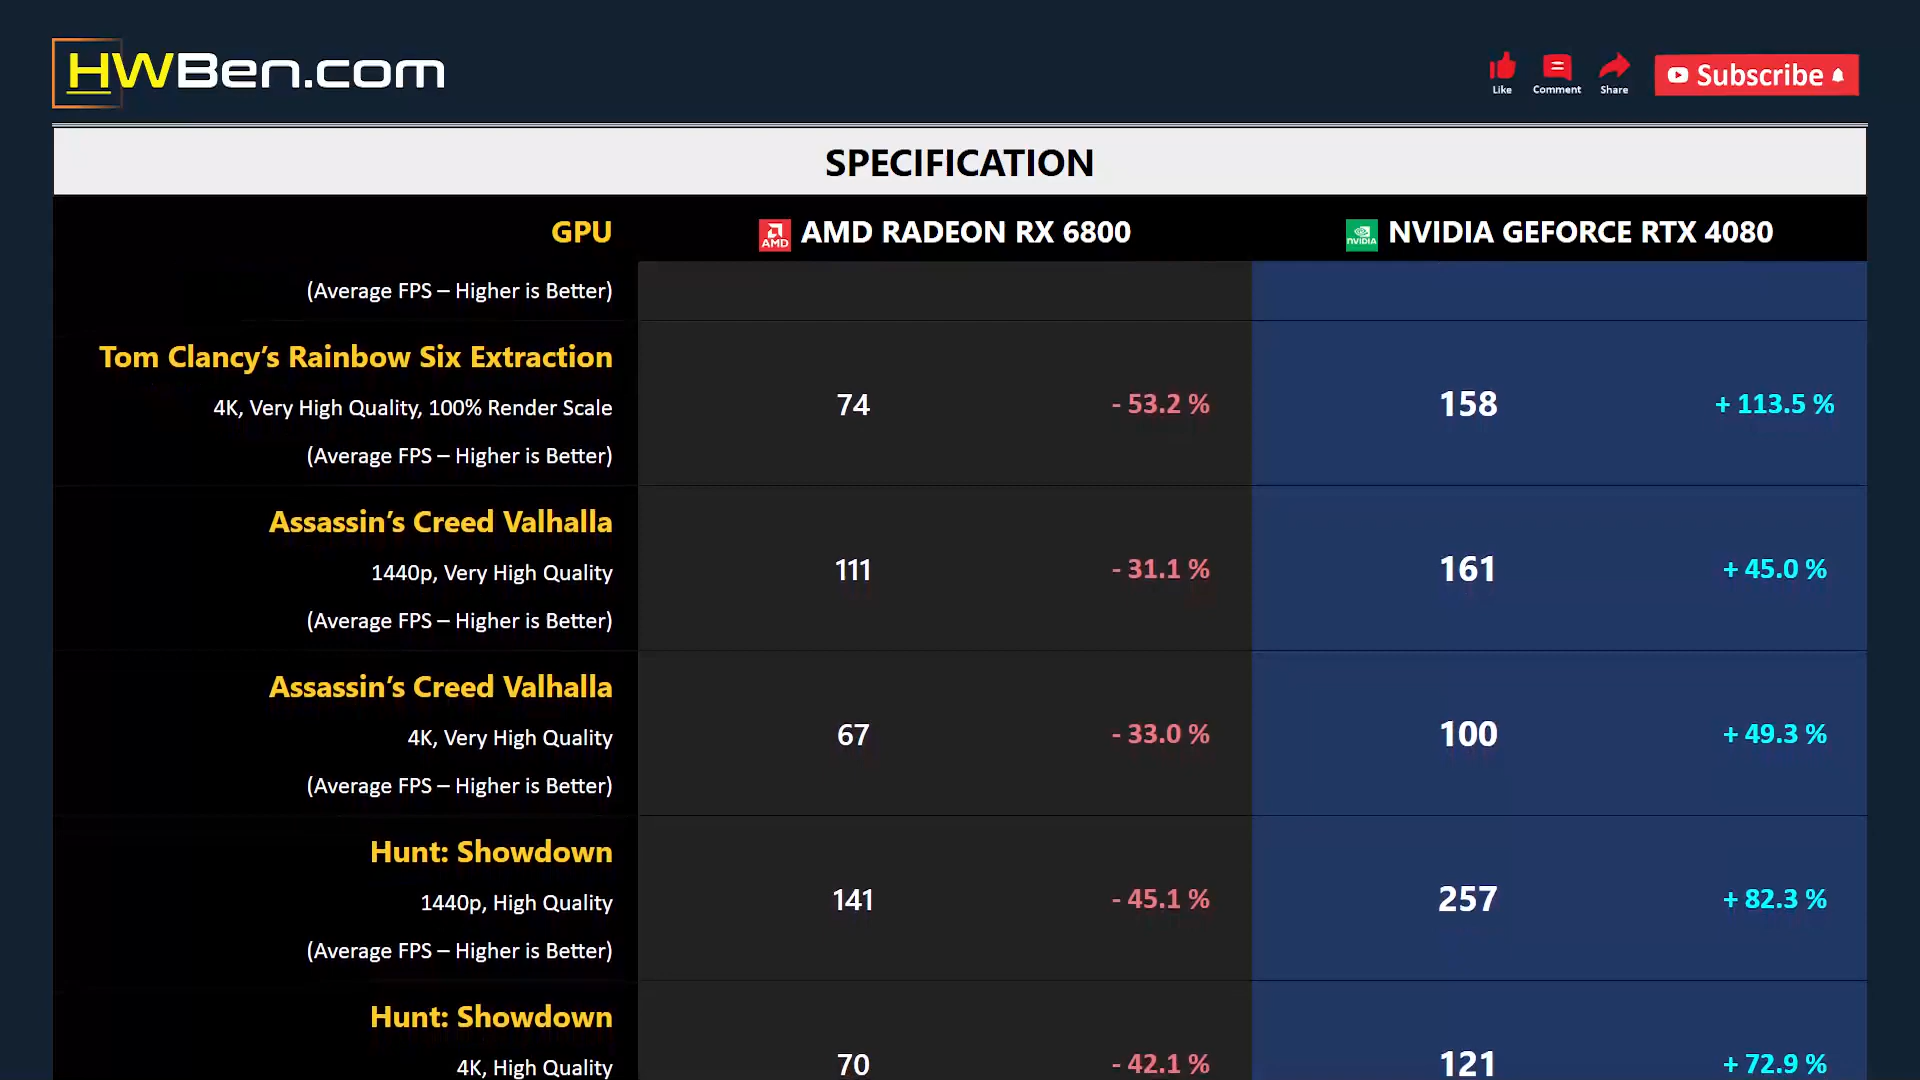 HWBen.com
Like Comment Share Subscribe
SPECIFICATION
GPU AMD AMD RADEON RX 6800 NVIDIA NVIDIA GEFORCE RTX 4080
(Average FPS – Higher is Better)
Tom Clancy’s Rainbow Six Extraction
4K, Very High Quality, 100% Render Scale 74 - 53.2 % 158 + 113.5 %
(Average FPS – Higher is Better)
Assassin’s Creed Valhalla
1440p, Very High Quality 111 - 31.1 % 161 + 45.0 %
(Average FPS – Higher is Better)
Assassin’s Creed Valhalla
4K, Very High Quality 67 - 33.0 % 100 + 49.3 %
(Average FPS – Higher is Better)
Hunt: Showdown
1440p, High Quality 141 - 45.1 % 257 + 82.3 %
(Average FPS – Higher is Better)
Hunt: Showdown
4K, High Quality 70 - 42.1 % 121 + 72.9 %